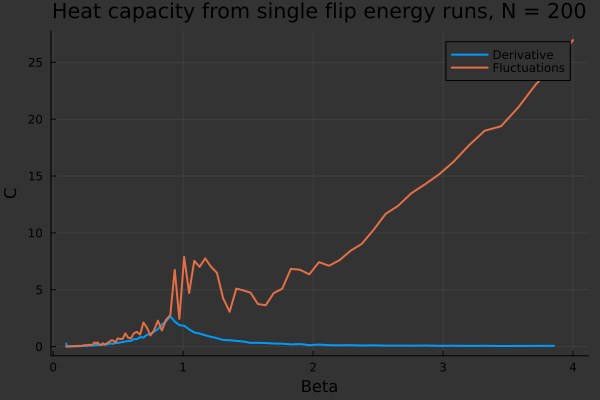 Heat capacity from single flip energy runs, N = 200
Derivative
Fluctuations
25
20
15
10
5
0
C
0 1 2 3 4
Beta